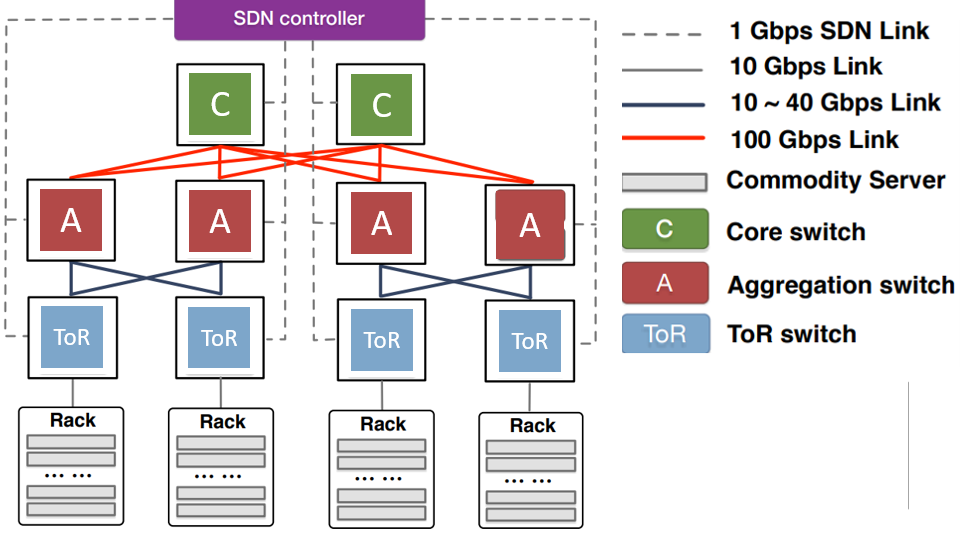 SDN controller
C
C
A
A
A
A
ToR
ToR
ToR
ToR
Rack
... ...
Rack
... ...
Rack
... ...
Rack
... ...
1 Gbps SDN Link
10 Gbps Link
10 ~ 40 Gbps Link
100 Gbps Link
Commodity Server
C
Core switch
A
Aggregation switch
ToR
ToR switch